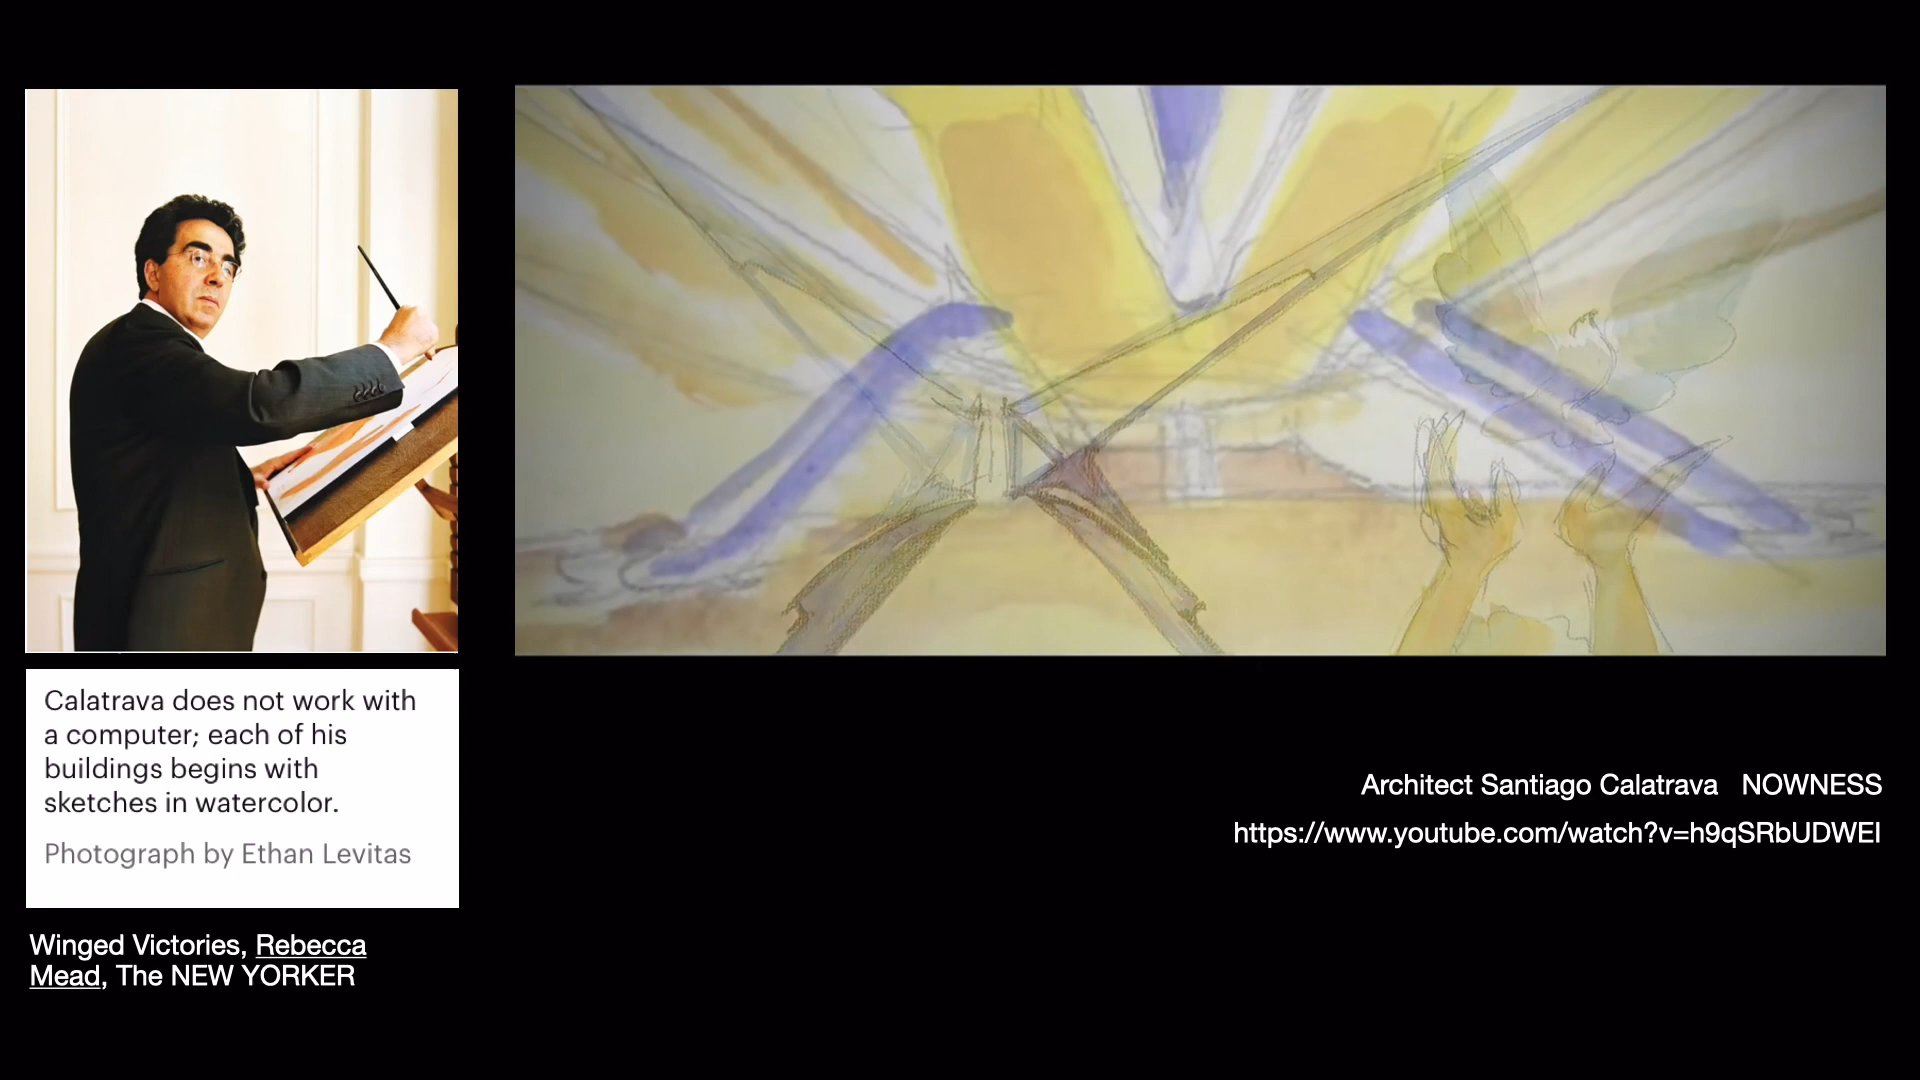 Calatrava does not work with
a computer; each of his
buildings begins with
sketches in watercolor.
Photograph by Ethan Levitas
Winged Victories, Rebecca
Mead, The NEW YORKER
Architect Santiago Calatrava NOWNESS
https://www.youtube.com/watch?v=h9qSRbUDWEI